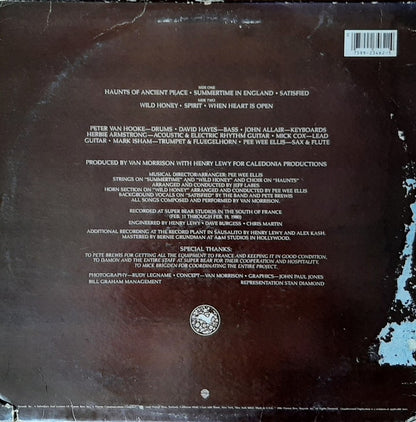 SIDE ONE
HAUNTS OF ANCIENT PEACE • SUMMERTIME IN ENGLAND • SATISFIED
SIDE TWO
WILD HONEY • SPIRIT • WHEN HEART IS OPEN
PETER VAN HOOKE—DRUMS • DAVID HAYES—BASS • JOHN ALLAIR—KEYBOARDS
HERBIE ARMSTRONG—ACOUSTIC & ELECTRIC RHYTHM GUITAR • MICK COX—LEAD
GUITAR • MARK ISHAM—TRUMPET & FLUEGELHORN • PEE WEE ELLIS—SAX & FLUTE
PRODUCED BY VAN MORRISON WITH HENRY LEWY FOR CALEDONIA PRODUCTIONS
MUSICAL DIRECTOR/ARRANGER: PEE WEE ELLIS
STRINGS ON "SUMMERTIME" AND "WILD HONEY" AND CHOIR ON "HAUNTS"
ARRANGED AND CONDUCTED BY JEFF LABES
HORN SECTION ON "WILD HONEY" ARRANGED AND CONDUCTED BY PEE WEE ELLIS
BACKGROUND VOCALS ON "SATISFIED" BY THE BAND AND PETE BREWIS
ALL SONGS COMPOSED AND PERFORMED BY VAN MORRISON.
RECORDED AT SUPER BEAR STUDIOS IN THE SOUTH OF FRANCE
(FEB. 11 THROUGH FEB. 19, 1980)
ENGINEERED BY HENRY LEWY • DAVE BURGESS • CHRIS MARTIN
ADDITIONAL RECORDING AT THE RECORD PLANT IN SAUSALITO BY HENRY LEWY AND ALEX KASH.
MASTERED BY BERNIE GRUNDMAN AT A&M STUDIOS IN HOLLYWOOD.
SPECIAL THANKS:
TO PETE BREWIS FOR GETTING ALL THE EQUIPMENT TO FRANCE AND KEEPING IT IN GOOD CONDITION,
TO DAMON AND THE ENTIRE STAFF AT SUPER BEAR FOR THEIR COOPERATION AND HOSPITALITY,
TO MICK BRIGDEN FOR COORDINATING THE ENTIRE PROJECT.
PHOTOGRAPHY—RUDY LEGNAME • CONCEPT—VAN MORRISON • GRAPHICS—JOHN PAUL JONES
BILL GRAHAM MANAGEMENT REPRESENTATION STAN DIAMOND